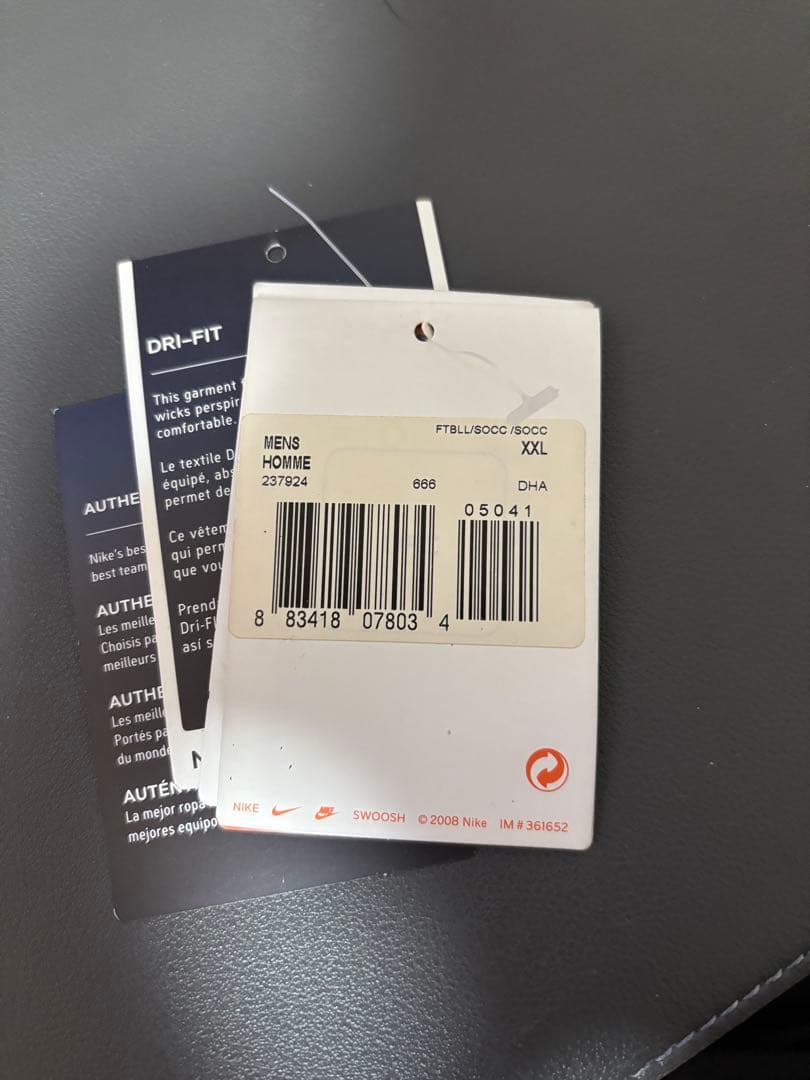 DRI-FIT
This garment
wicks perspir
comfortable.
Le textile D
équipé, abs
permet de
Ce vêtem
qui perm
que vou
Prend
Dri-FI
así s
N
AUTHE
Nike's bes
best team
AUTHE
Les meille
Choisis pa
meilleurs
AUTHE
Les meille
Portés pa
du monde
AUTÉN
La mejor ropa
mejores equipo
FTBLL/SOCC /SOCC
MENS XXL
HOMME
237924 666 DHA
05041
8 83418 07803 4
NIKE NIKE SWOOSH © 2008 Nike IM # 361652